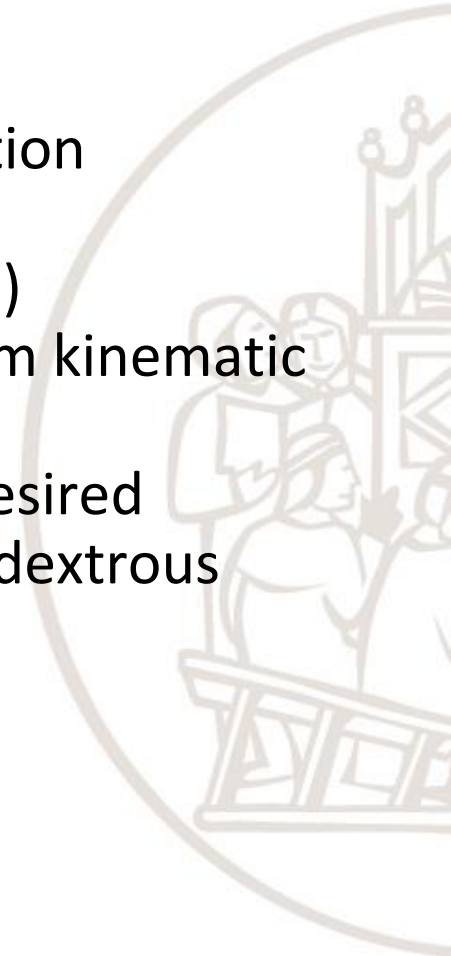 tion
)
m kinematic
esired
dextrous